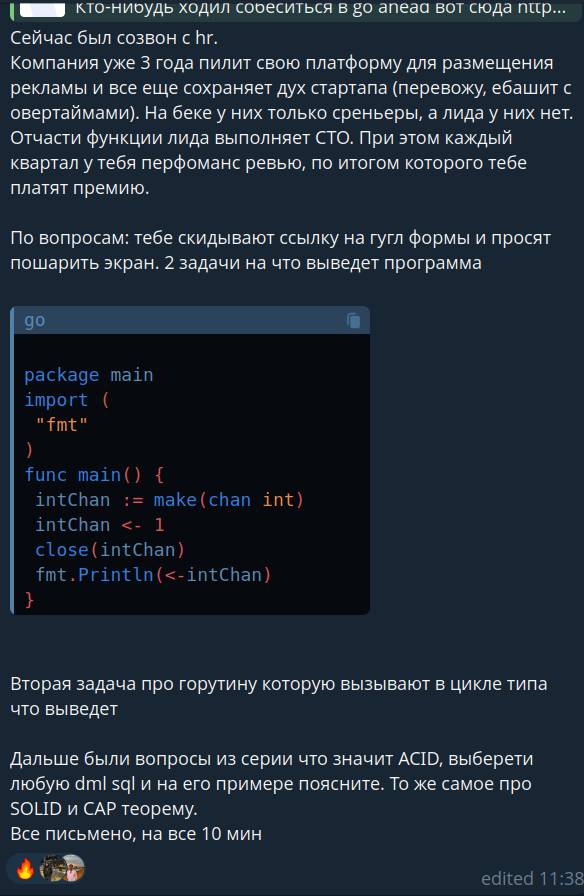 Кто-нибудь ходил собеситься в go ahead вот сюда http...
Сейчас был созвон с hr.
Компания уже 3 года пилит свою платформу для размещения
рекламы и все еще сохраняет дух стартапа (перевожу, ебашит с
овертаймами). На беке у них только среньеры, а лида у них нет.
Отчасти функции лида выполняет СТО. При этом каждый
квартал у тебя перфоманс ревью, по итогом которого тебе
платят премию.
По вопросам: тебе скидывают ссылку на гугл формы и просят
пошарить экран. 2 задачи на что выведет программа
go
package main
import (
"fmt"
)
func main() {
intChan := make(chan int)
intChan <- 1
close(intChan)
fmt.Println(<-intChan)
}
Вторая задача про горутину которую вызывают в цикле типа
что выведет
Дальше были вопросы из серии что значит ACID, выберети
любую dml sql и на его примере поясните. То же самое про
SOLID и CAP теорему.
Все письмено, на все 10 мин
edited 11:38